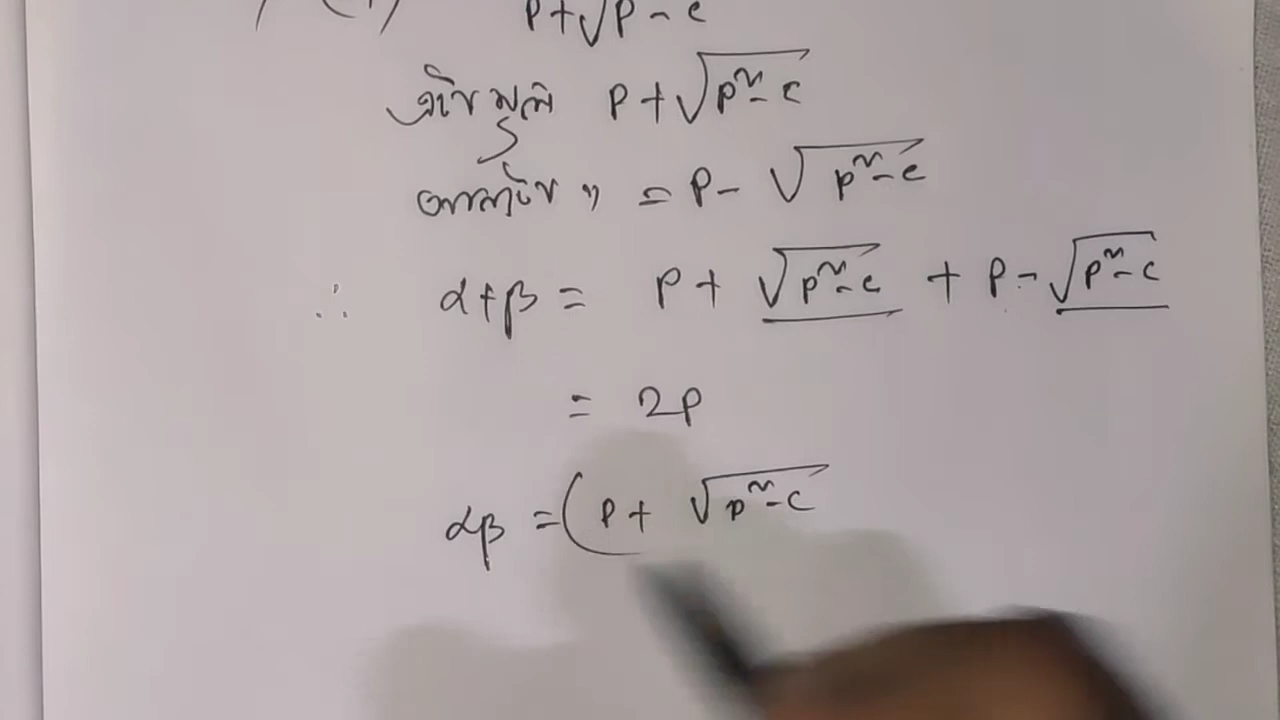 P+√P-c
একটি মূল P+√p²-c
অপরটি " = P- √p²-c
∴ α+β = P+ √p²-c + P-√p²-c
= 2P
αβ = (P+ √p²-c